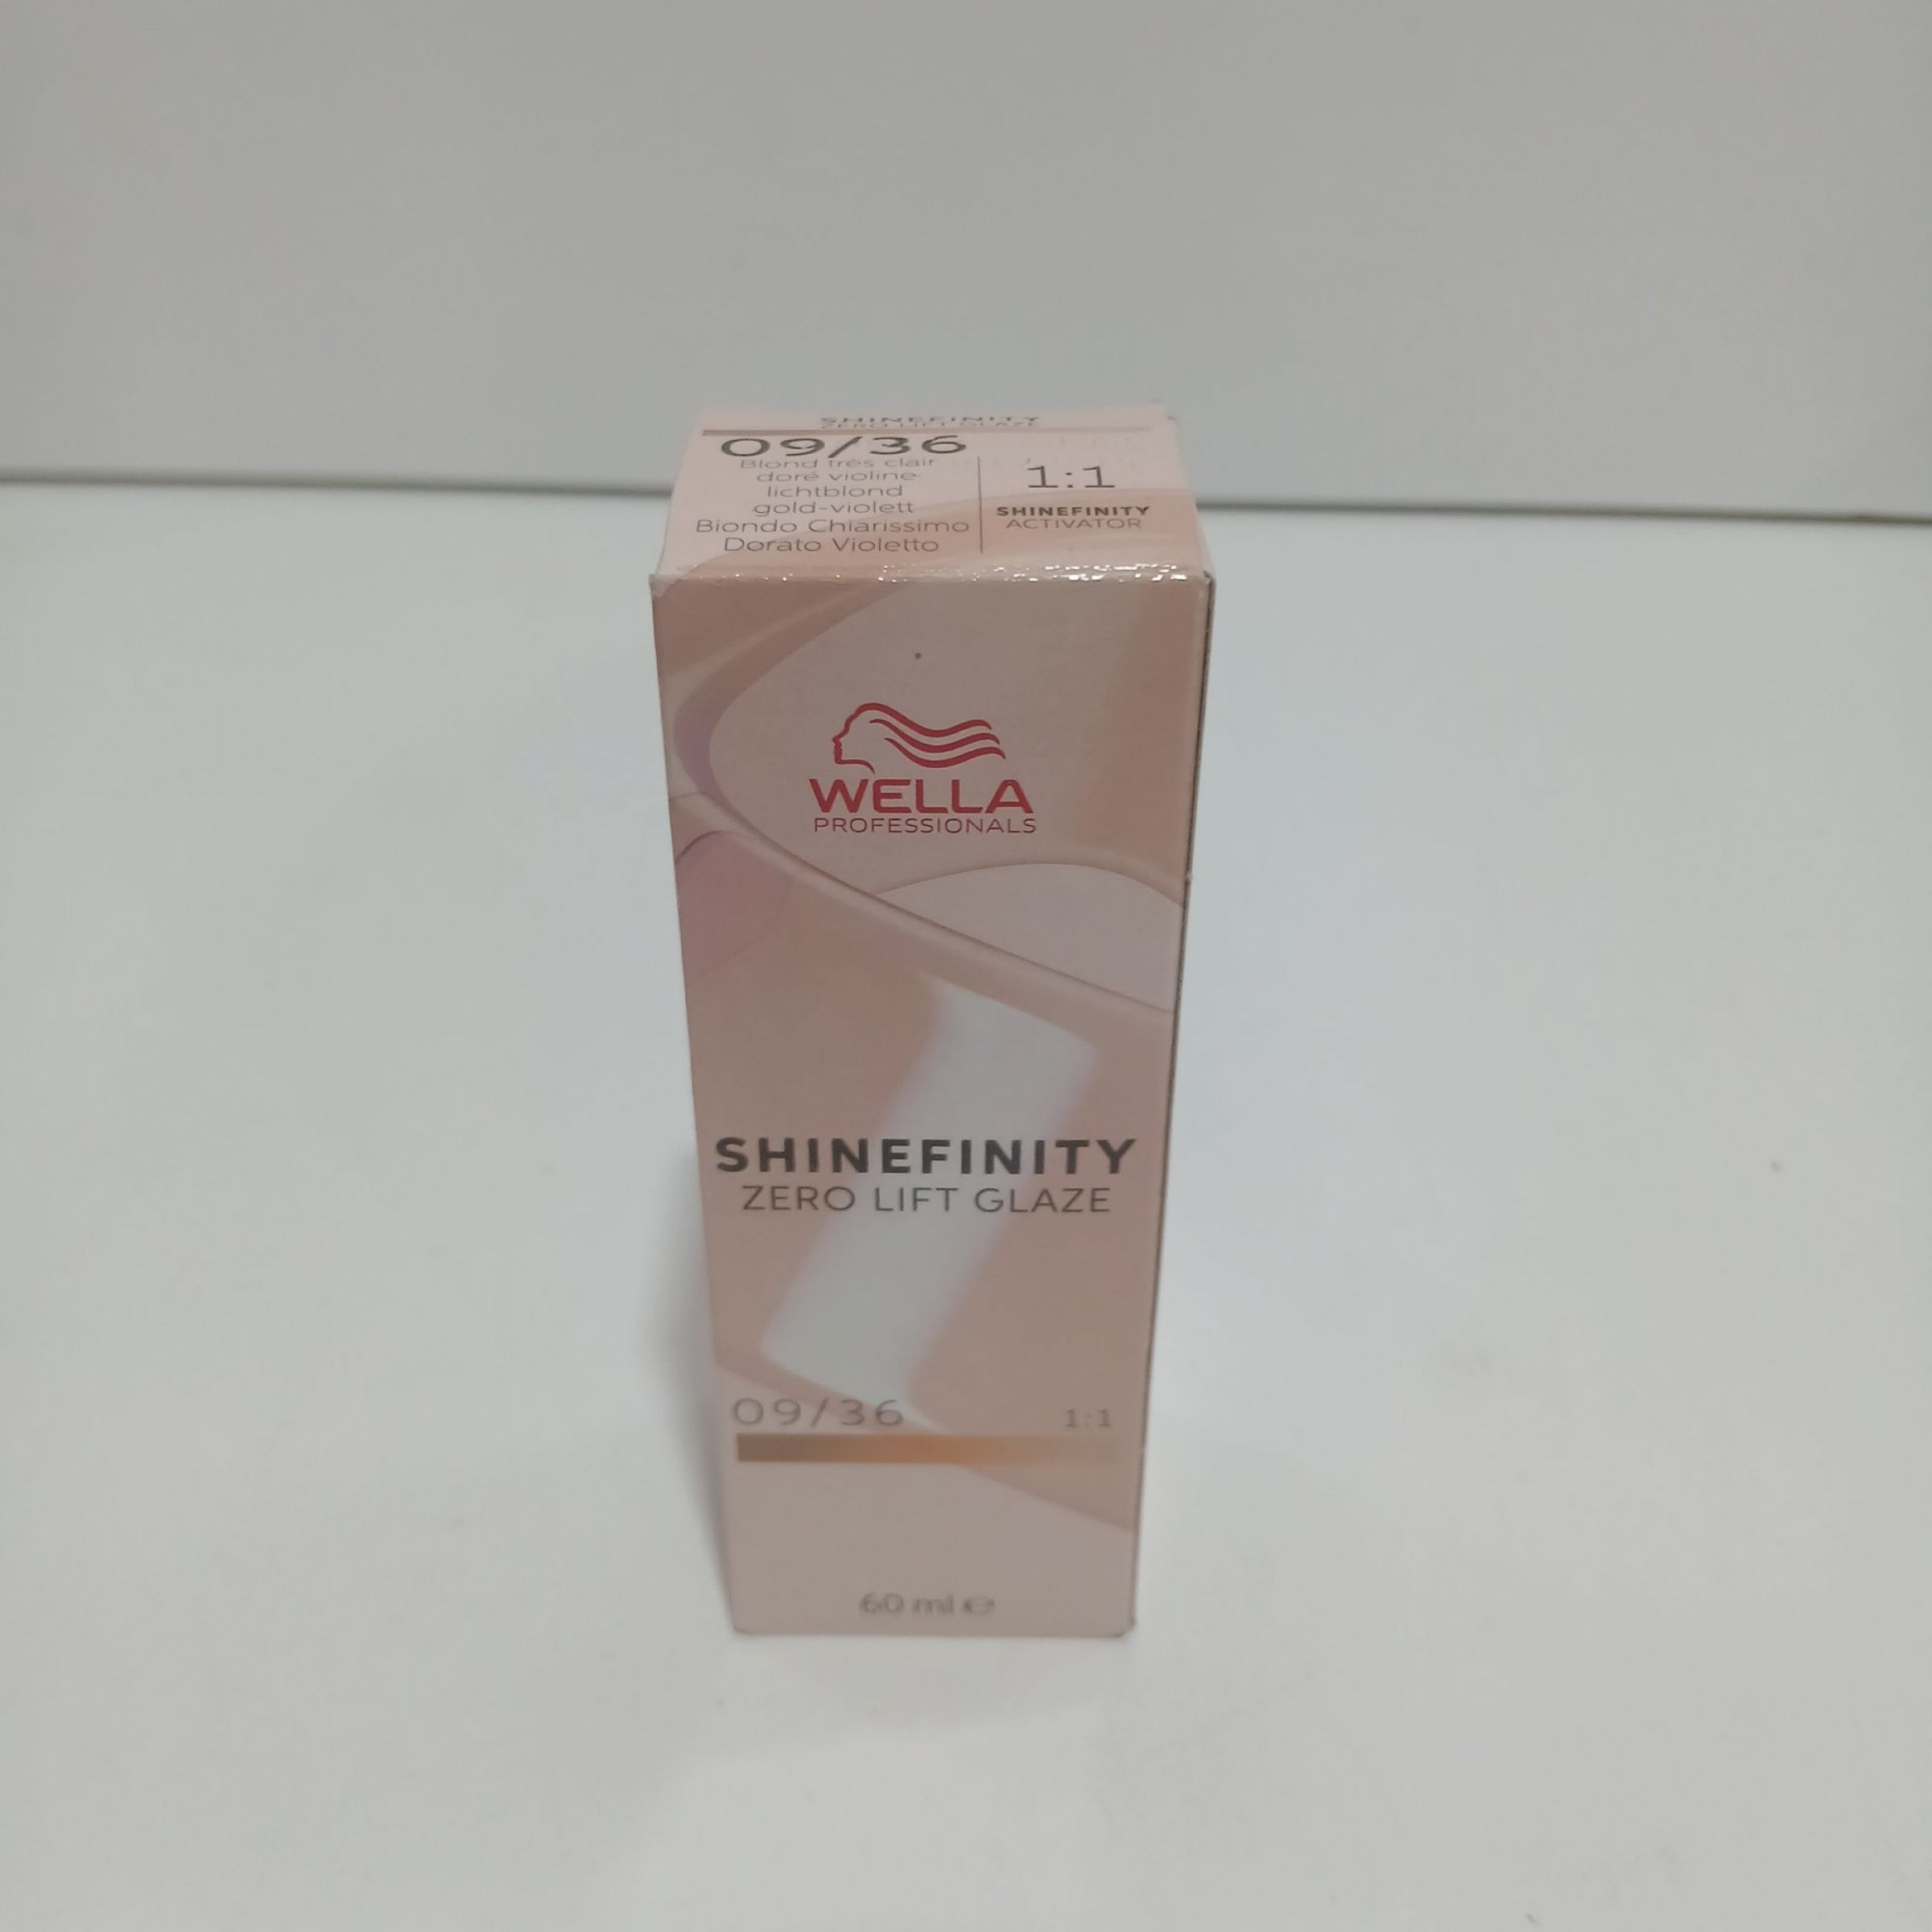 SHINEFINITY
ZERO LIFT GLAZE
09/36
Blond très clair
doré violine-
lichtblond
gold-violett
Biondo Chiarissimo
Dorato Violetto
1:1
SHINEFINITY
ACTIVATOR
WELLA
PROFESSIONALS
SHINEFINITY
ZERO LIFT GLAZE
09/36 1:1
60 ml ℮